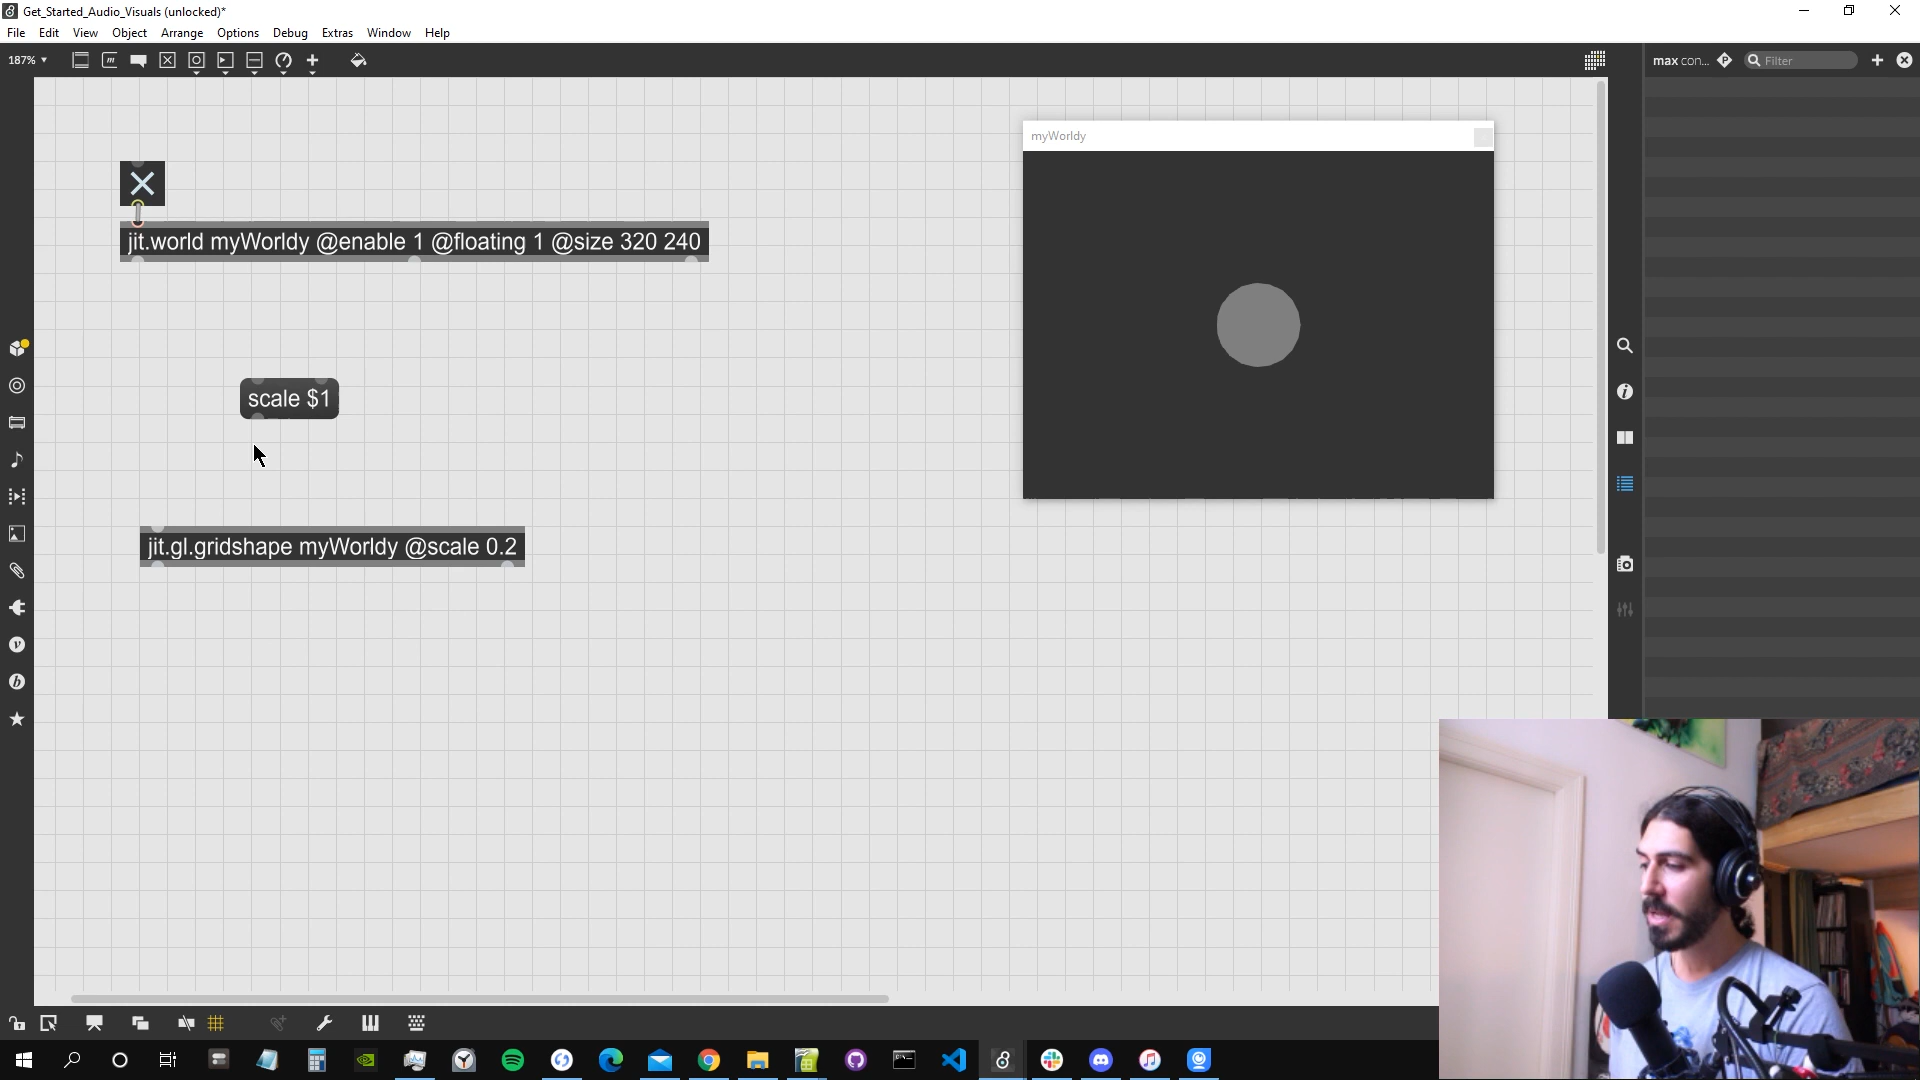 Get_Started_Audio_Visuals (unlocked)*
File Edit View Object Arrange Options Debug Extras Window Help
187%
max con... Filter
myWorldy
jit.world myWorldy @enable 1 @floating 1 @size 320 240
scale $1
jit.gl.gridshape myWorldy @scale 0.2